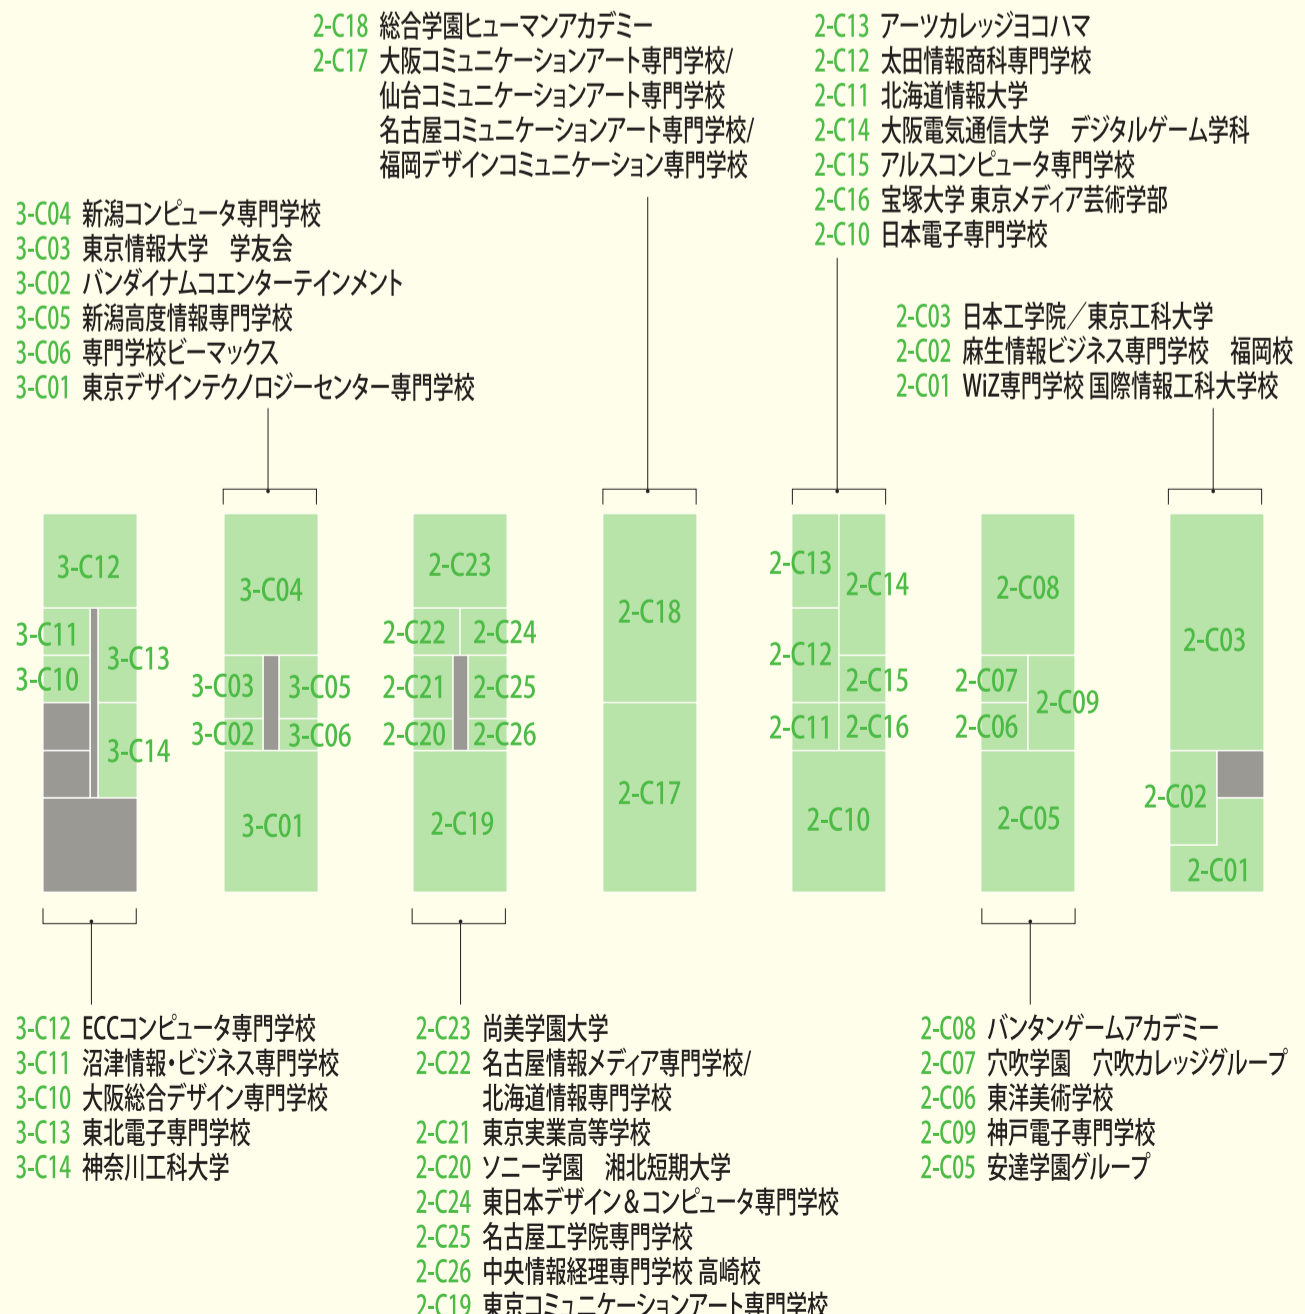 2-C18 総合学園ヒューマンアカデミー
2-C17 大阪コミュニケーションアート専門学校/
仙台コミュニケーションアート専門学校
名古屋コミュニケーションアート専門学校/
福岡デザインコミュニケーション専門学校
2-C13 アーツカレッジヨコハマ
2-C12 太田情報商科専門学校
2-C11 北海道情報大学
2-C14 大阪電気通信大学　デジタルゲーム学科
2-C15 アルスコンピュータ専門学校
2-C16 宝塚大学 東京メディア芸術学部
2-C10 日本電子専門学校
3-C04 新潟コンピュータ専門学校
3-C03 東京情報大学　学友会
3-C02 バンダイナムコエンターテインメント
3-C05 新潟高度情報専門学校
3-C06 専門学校ビーマックス
3-C01 東京デザインテクノロジーセンター専門学校
2-C03 日本工学院／東京工科大学
2-C02 麻生情報ビジネス専門学校　福岡校
2-C01 WiZ専門学校 国際情報工科大学校
3-C12
3-C11
3-C13
3-C10
3-C14
3-C04
3-C03
3-C05
3-C02
3-C06
3-C01
2-C23
2-C22
2-C24
2-C21
2-C25
2-C20
2-C26
2-C19
2-C18
2-C17
2-C13
2-C14
2-C12
2-C15
2-C11
2-C16
2-C10
2-C08
2-C07
2-C09
2-C06
2-C05
2-C03
2-C02
2-C01
3-C12 ECCコンピュータ専門学校
3-C11 沼津情報・ビジネス専門学校
3-C10 大阪総合デザイン専門学校
3-C13 東北電子専門学校
3-C14 神奈川工科大学
2-C23 尚美学園大学
2-C22 名古屋情報メディア専門学校/
北海道情報専門学校
2-C21 東京実業高等学校
2-C20 ソニー学園　湘北短期大学
2-C24 東日本デザイン＆コンピュータ専門学校
2-C25 名古屋工学院専門学校
2-C26 中央情報経理専門学校 高崎校
2-C19 東京コミュニケーションアート専門学校
2-C08 バンタンゲームアカデミー
2-C07 穴吹学園　穴吹カレッジグループ
2-C06 東洋美術学校
2-C09 神戸電子専門学校
2-C05 安達学園グループ